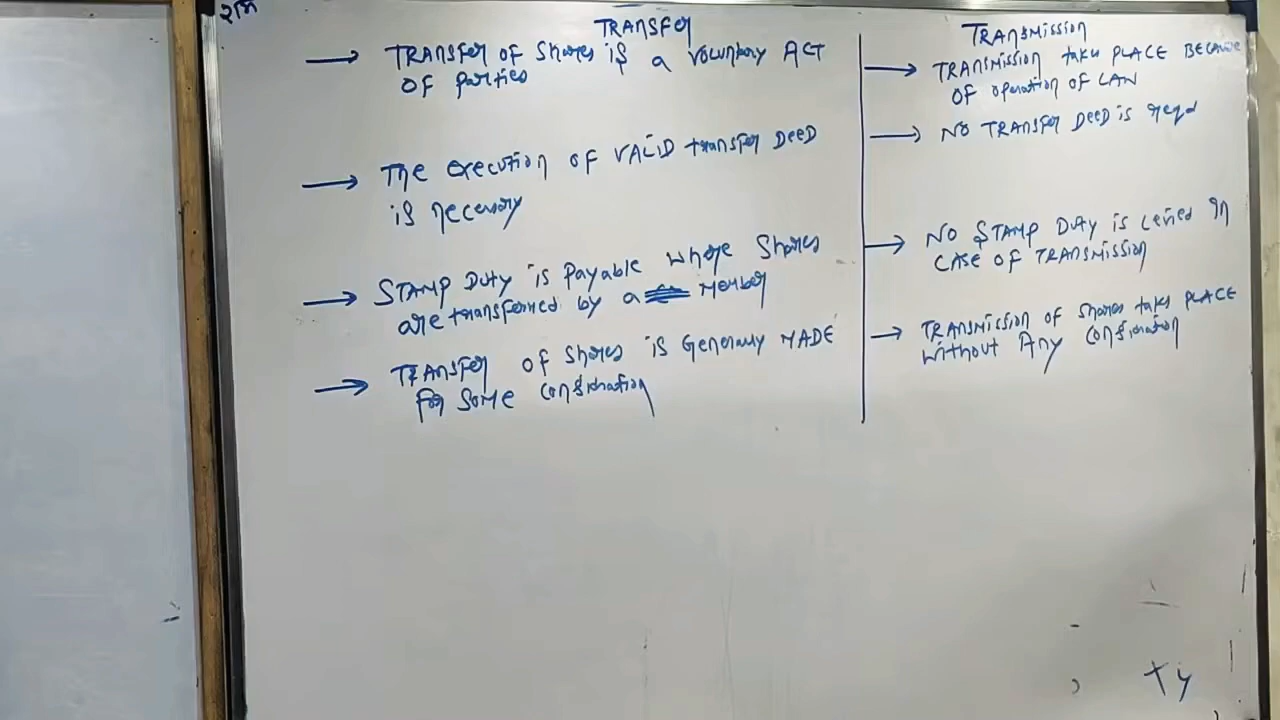 TRANSFER
→ TRANSFER OF Shares is a voluntary ACT
OF parties
→ The execution OF VALID transfer DEED
is necessary
→ STAMP Duty is Payable where Shares
are transferred by a Member
→ TRANSFER OF Shares is Generally MADE
for SOME consideration
TRANSMISSION
→ TRANSMISSION takes PLACE BECAUSE
OF operation OF LAW
→ NO TRANSFER DEED is reqd
→ NO STAMP Duty is Levied in
CASE OF TRANSMISSION
→ TRANSMISSION OF shares takes PLACE
without Any consideration
Ty